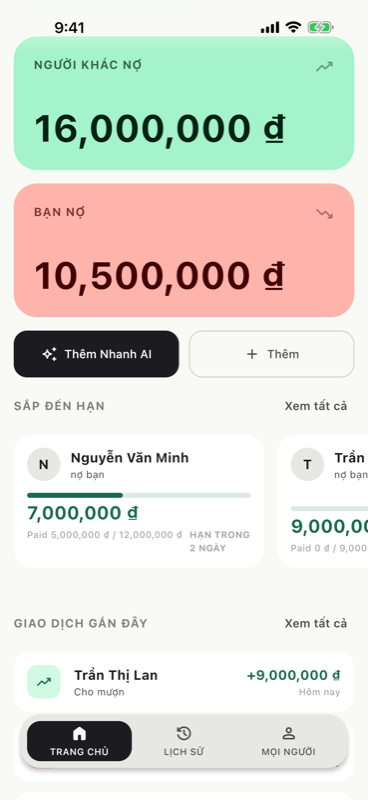 9:41
NGƯỜI KHÁC NỢ
16,000,000 ₫
BẠN NỢ
10,500,000 ₫
Thêm Nhanh AI
+ Thêm
SẮP ĐẾN HẠN
Xem tất cả
N
Nguyễn Văn Minh
nợ bạn
7,000,000 ₫
Paid 5,000,000 ₫ / 12,000,000 ₫
HẠN TRONG
2 NGÀY
T
Trần
nợ bạn
9,000,00
Paid 0 ₫ / 9,000
GIAO DỊCH GẦN ĐÂY
Xem tất cả
Trần Thị Lan
Cho mượn
+9,000,000 ₫
Hôm nay
TRANG CHỦ
LỊCH SỬ
MỌI NGƯỜI